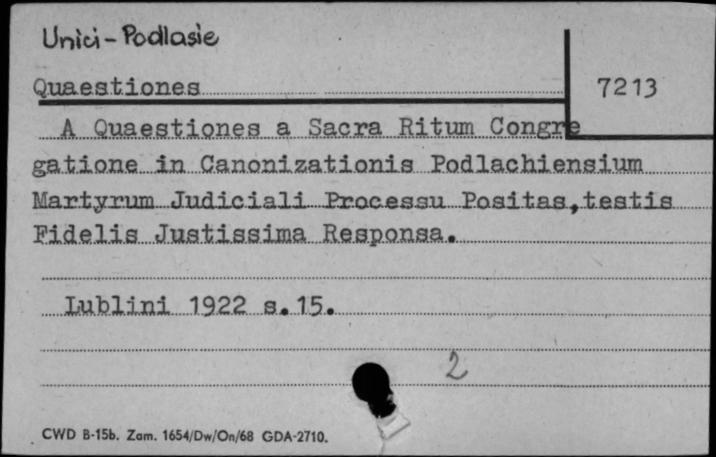 Unici-Podlasie
Quaestiones
7213
A Quaestiones a Sacra Ritum Congre
gatione in Canonizationis Podlachiensium
Martyrum Judiciali Processu Positas,testis
Fidelis Justissima Responsa.
Lublini 1922 s.15.
2
CWD B-15b. Zam. 1654/Dw/On/68 GDA-2710.